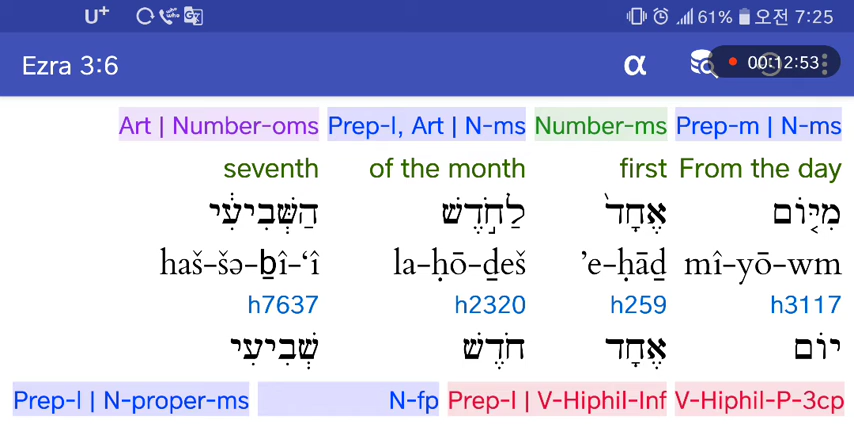 U+ 61% 오전 7:25
Ezra 3:6 α 00:12:53
Art | Number-oms Prep-l, Art | N-ms Number-ms Prep-m | N-ms
seventh of the month first From the day
מִיּ֤וֹם אֶחָד֙ לַחֹ֣דֶשׁ הַשְּׁבִיעִ֔י
haš-šə-ḇî-‘î la-ḥō-ḏeš ’e-ḥāḏ mî-yō-wm
h7637 h2320 h259 h3117
יוֹם אֶחָד חֹדֶשׁ שְׁבִיעִי
Prep-l | N-proper-ms N-fp Prep-l | V-Hiphil-Inf V-Hiphil-P-3cp